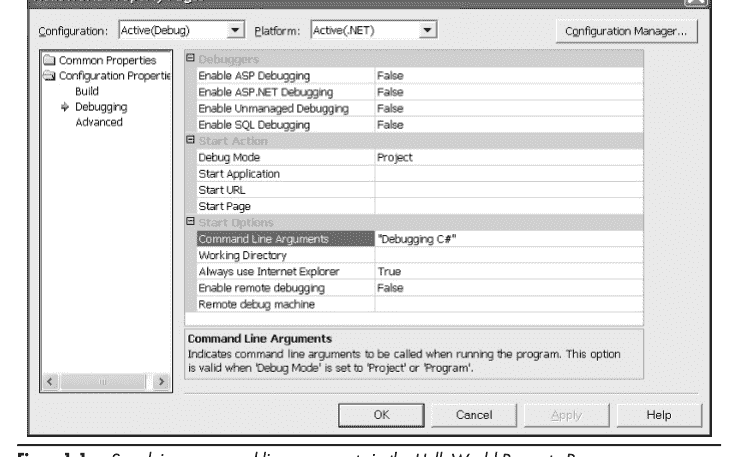 Configuration: Active(Debug) Platform: Active(.NET) Configuration Manager...
Common Properties
Configuration Propertie
Build
Debugging
Advanced
Debuggers
Enable ASP Debugging False
Enable ASP.NET Debugging False
Enable Unmanaged Debugging False
Enable SQL Debugging False
Start Action
Debug Mode Project
Start Application
Start URL
Start Page
Start Options
Command Line Arguments "Debugging C#"
Working Directory
Always use Internet Explorer True
Enable remote debugging False
Remote debug machine
Command Line Arguments
Indicates command line arguments to be called when running the program. This option
is valid when 'Debug Mode' is set to 'Project' or 'Program'.
OK Cancel Apply Help